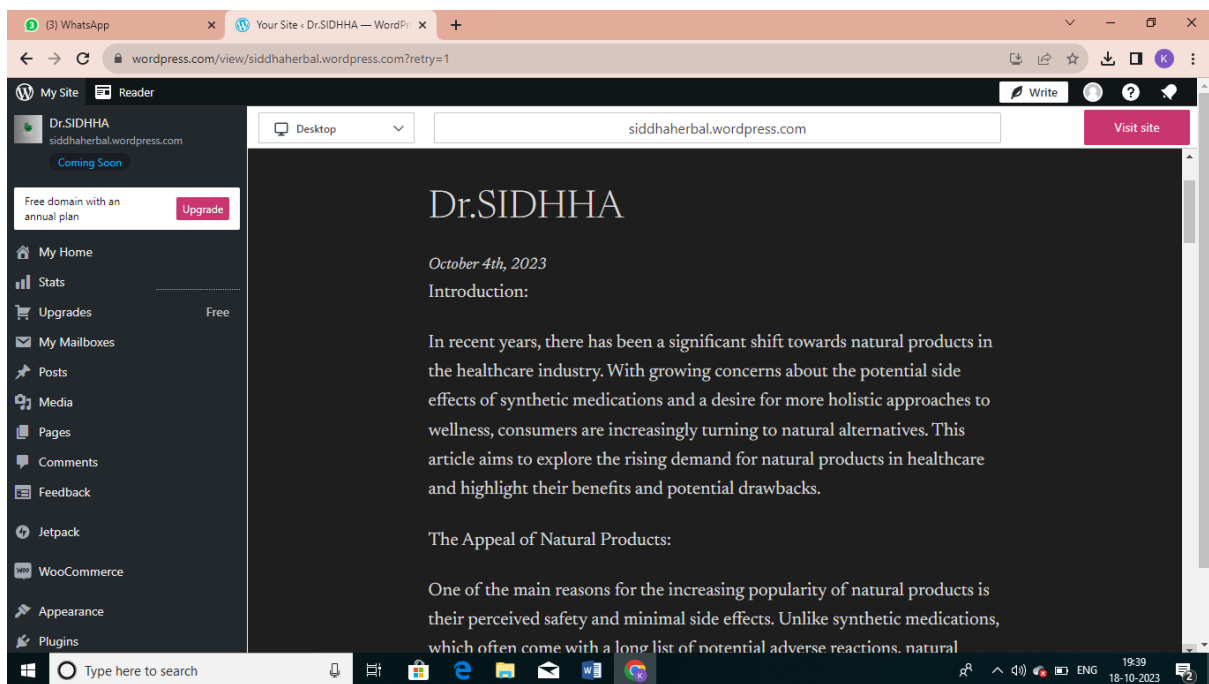 (3) WhatsApp
Your Site ‹ Dr.SIDHHA — WordPr
wordpress.com/view/siddhaherbal.wordpress.com?retry=1
K
My Site
Reader
Write
Dr.SIDHHA
siddhaherbal.wordpress.com
Coming Soon
Desktop
siddhaherbal.wordpress.com
Visit site
Free domain with an
annual plan
Upgrade
My Home
Stats
Upgrades Free
My Mailboxes
Posts
Media
Pages
Comments
Feedback
Jetpack
WooCommerce
Appearance
Plugins
Dr.SIDHHA
October 4th, 2023
Introduction:
In recent years, there has been a significant shift towards natural products in
the healthcare industry. With growing concerns about the potential side
effects of synthetic medications and a desire for more holistic approaches to
wellness, consumers are increasingly turning to natural alternatives. This
article aims to explore the rising demand for natural products in healthcare
and highlight their benefits and potential drawbacks.
The Appeal of Natural Products:
One of the main reasons for the increasing popularity of natural products is
their perceived safety and minimal side effects. Unlike synthetic medications,
which often come with a long list of potential adverse reactions, natural
Type here to search
ENG
19:39
18-10-2023
2